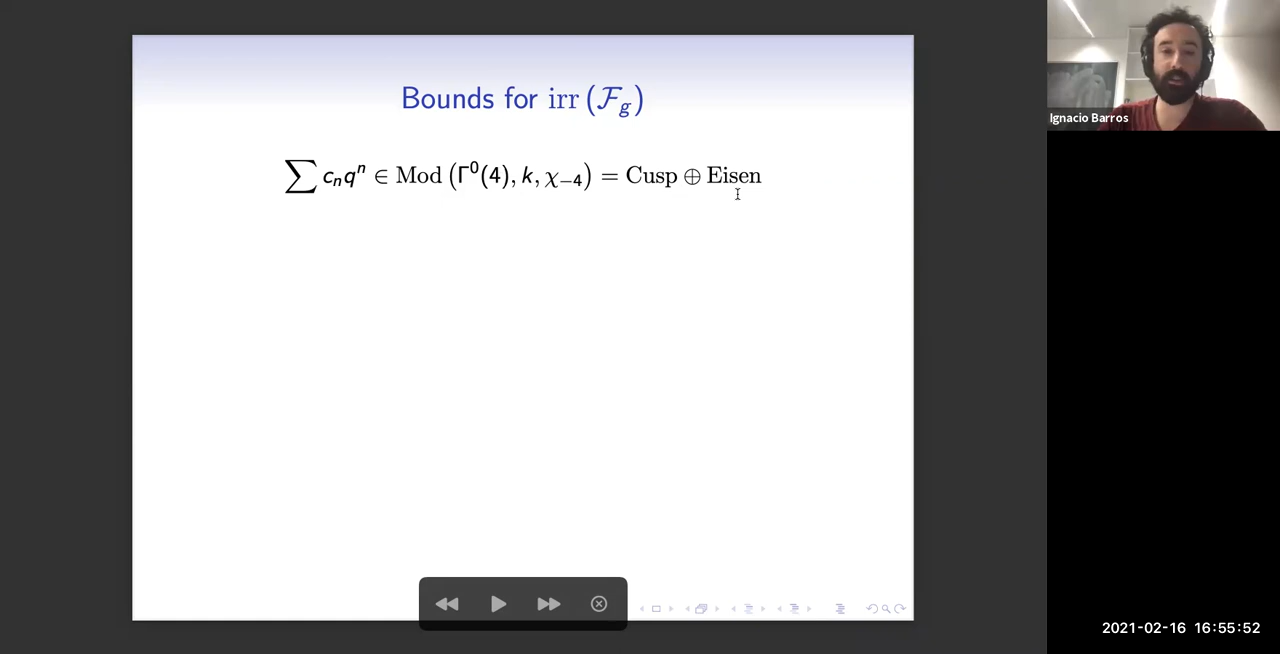 Bounds for irr (ℱ_g)
∑ c_n q^n ∈ Mod (Γ^0(4), k, χ_{−4}) = Cusp ⊕ Eisen
Ignacio Barros
2021-02-16 16:55:52